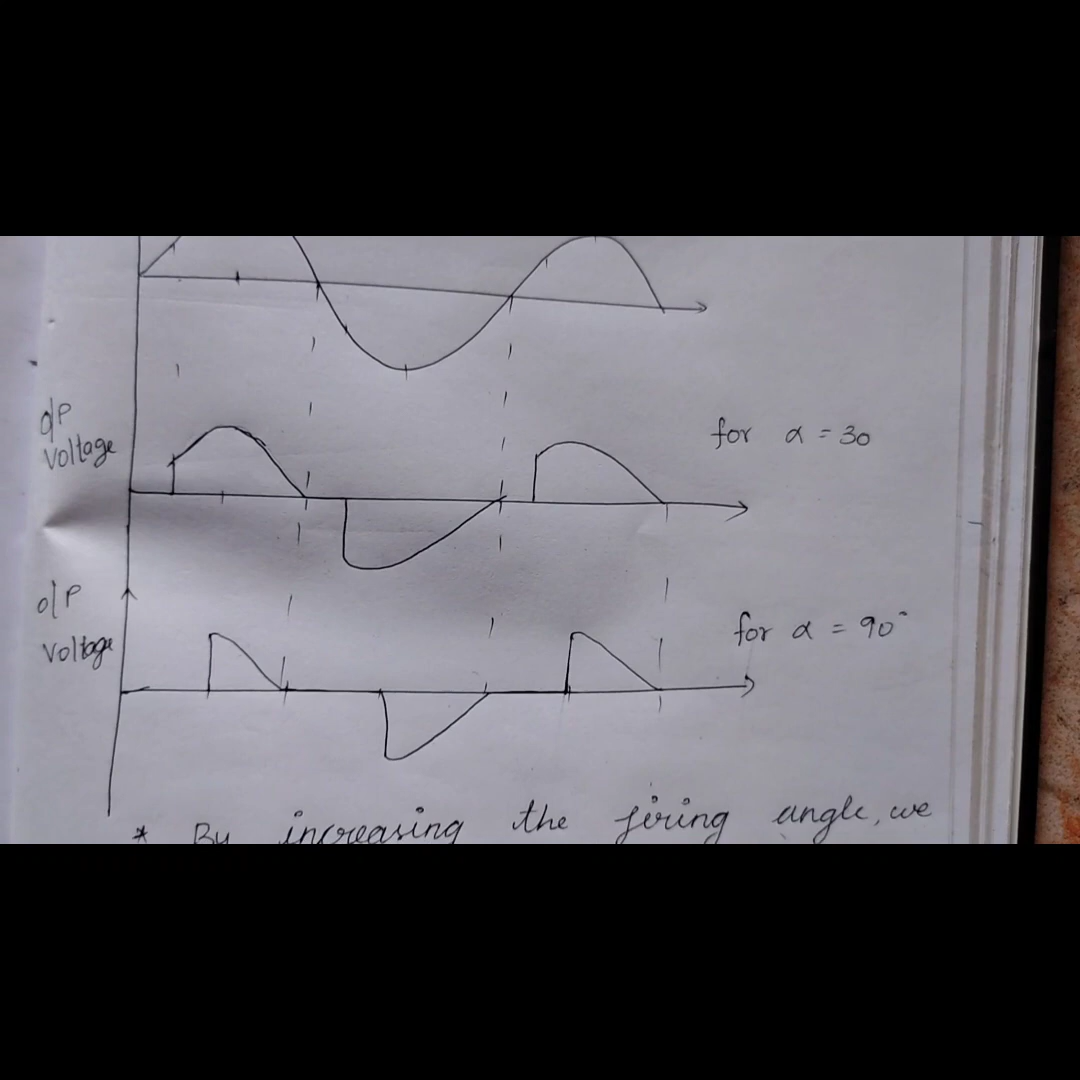 o/P
Voltage
for α = 30
o/P
Voltage
for α = 90°
* By increasing the firing angle, we